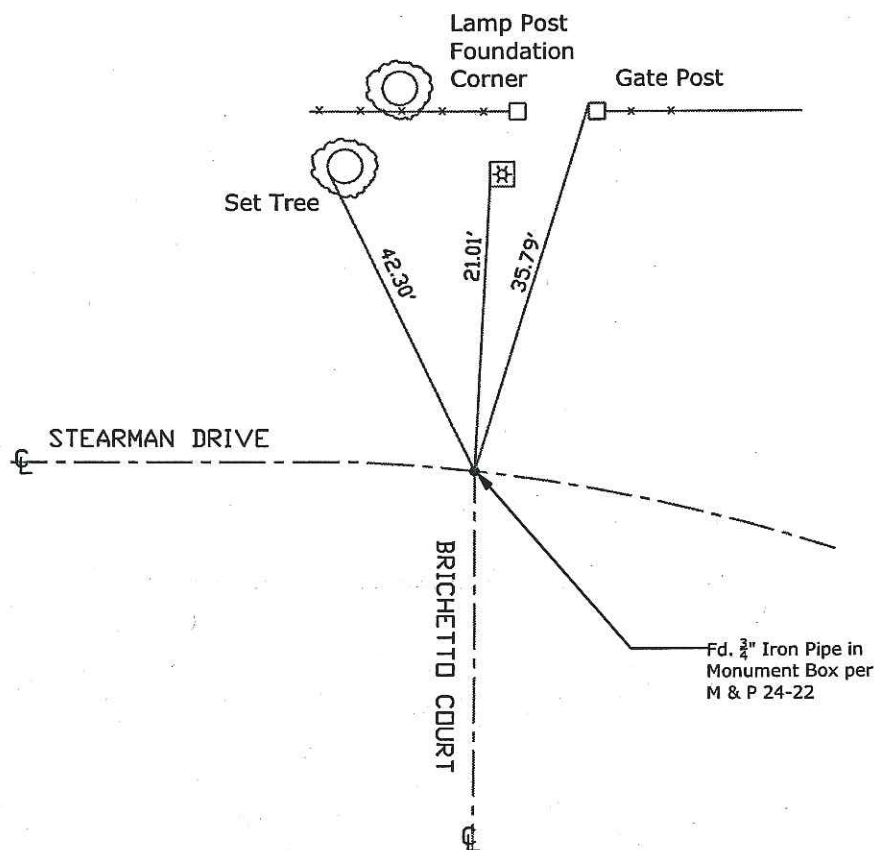 Lamp Post
Foundation
Corner
Gate Post
Set Tree
42.30'
21.01'
35.79'
℄
STEARMAN DRIVE
BRICHETTO COURT
Fd. 3/4" Iron Pipe in
Monument Box per
M & P 24-22
℄